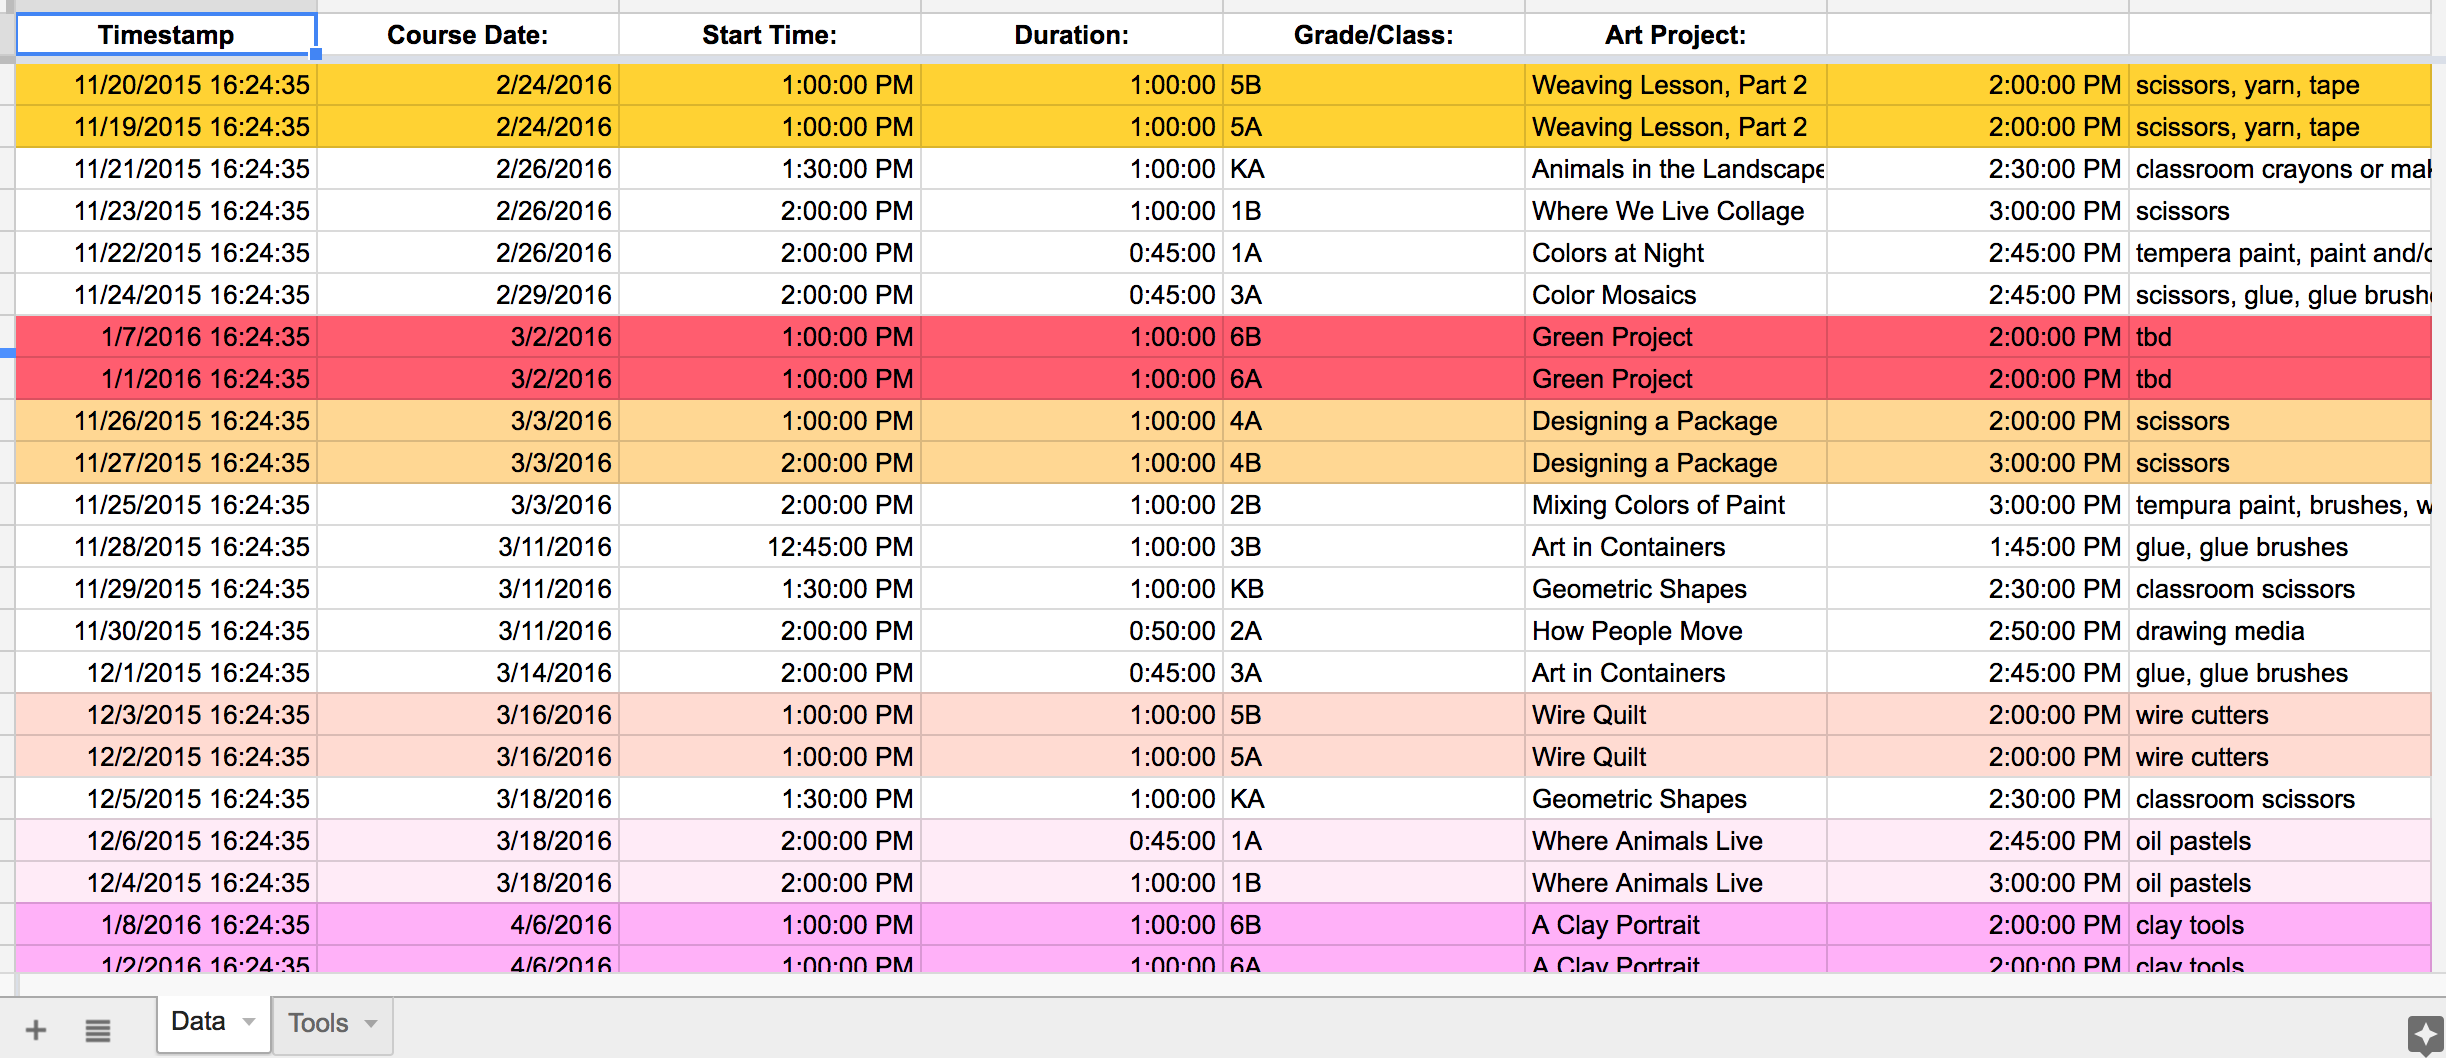 Timestamp Course Date: Start Time: Duration: Grade/Class: Art Project:
11/20/2015 16:24:35 2/24/2016 1:00:00 PM 1:00:00 5B Weaving Lesson, Part 2 2:00:00 PM scissors, yarn, tape
11/19/2015 16:24:35 2/24/2016 1:00:00 PM 1:00:00 5A Weaving Lesson, Part 2 2:00:00 PM scissors, yarn, tape
11/21/2015 16:24:35 2/26/2016 1:30:00 PM 1:00:00 KA Animals in the Landscape 2:30:00 PM classroom crayons or
11/23/2015 16:24:35 2/26/2016 2:00:00 PM 1:00:00 1B Where We Live Collage 3:00:00 PM scissors
11/22/2015 16:24:35 2/26/2016 2:00:00 PM 0:45:00 1A Colors at Night 2:45:00 PM tempera paint, paint
11/24/2015 16:24:35 2/29/2016 2:00:00 PM 0:45:00 3A Color Mosaics 2:45:00 PM scissors, glue, glue
1/7/2016 16:24:35 3/2/2016 1:00:00 PM 1:00:00 6B Green Project 2:00:00 PM tbd
1/1/2016 16:24:35 3/2/2016 1:00:00 PM 1:00:00 6A Green Project 2:00:00 PM tbd
11/26/2015 16:24:35 3/3/2016 1:00:00 PM 1:00:00 4A Designing a Package 2:00:00 PM scissors
11/27/2015 16:24:35 3/3/2016 2:00:00 PM 1:00:00 4B Designing a Package 3:00:00 PM scissors
11/25/2015 16:24:35 3/3/2016 2:00:00 PM 1:00:00 2B Mixing Colors of Paint 3:00:00 PM tempura paint, brushes,
11/28/2015 16:24:35 3/11/2016 12:45:00 PM 1:00:00 3B Art in Containers 1:45:00 PM glue, glue brushes
11/29/2015 16:24:35 3/11/2016 1:30:00 PM 1:00:00 KB Geometric Shapes 2:30:00 PM classroom scissors
11/30/2015 16:24:35 3/11/2016 2:00:00 PM 0:50:00 2A How People Move 2:50:00 PM drawing media
12/1/2015 16:24:35 3/14/2016 2:00:00 PM 0:45:00 3A Art in Containers 2:45:00 PM glue, glue brushes
12/3/2015 16:24:35 3/16/2016 1:00:00 PM 1:00:00 5B Wire Quilt 2:00:00 PM wire cutters
12/2/2015 16:24:35 3/16/2016 1:00:00 PM 1:00:00 5A Wire Quilt 2:00:00 PM wire cutters
12/5/2015 16:24:35 3/18/2016 1:30:00 PM 1:00:00 KA Geometric Shapes 2:30:00 PM classroom scissors
12/6/2015 16:24:35 3/18/2016 2:00:00 PM 0:45:00 1A Where Animals Live 2:45:00 PM oil pastels
12/4/2015 16:24:35 3/18/2016 2:00:00 PM 1:00:00 1B Where Animals Live 3:00:00 PM oil pastels
1/8/2016 16:24:35 4/6/2016 1:00:00 PM 1:00:00 6B A Clay Portrait 2:00:00 PM clay tools
1/2/2016 16:24:35 4/6/2016 1:00:00 PM 1:00:00 6A A Clay Portrait 2:00:00 PM clay tools
Data Tools